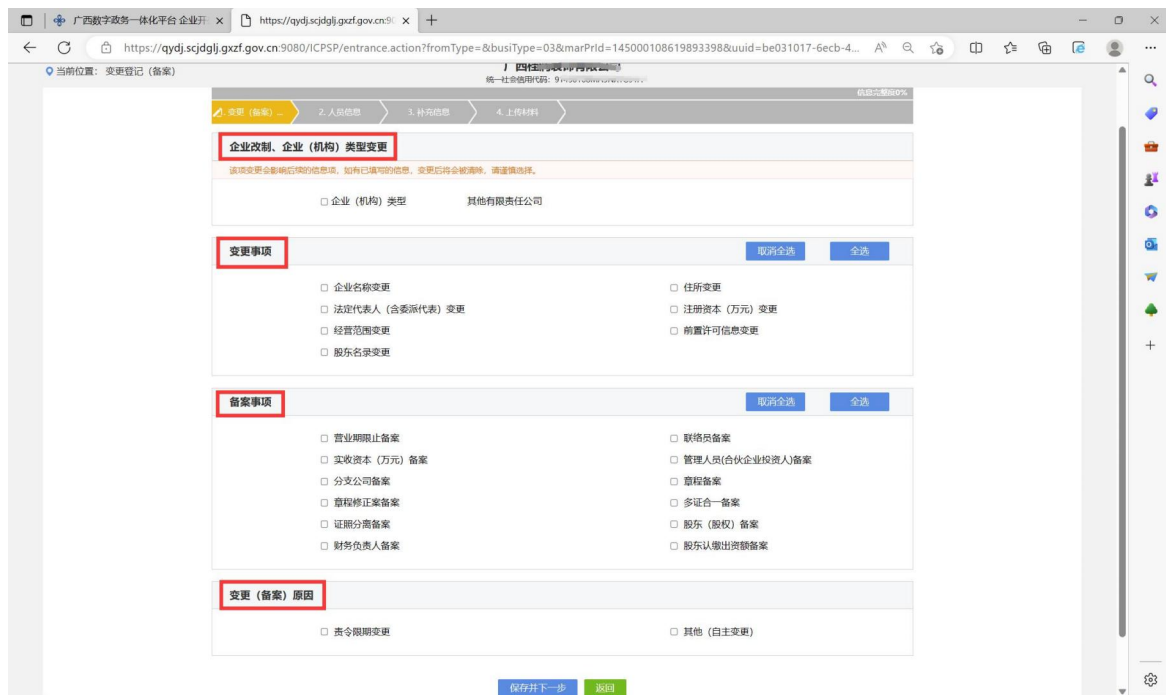 广西数字政务一体化平台 企业开
https://qydj.scjdglj.gxzf.gov.cn:90
https://qydj.scjdglj.gxzf.gov.cn:9080/ICPSP/entrance.action?fromType=&busiType=03&marPrId=145000108619893398&uuid=be031017-6ecb-4...
当前位置: 变更登记（备案）
统一社会信用代码:
信息完整度0%
1. 变更（备案）... 2. 人员信息 3. 补充信息 4. 上传材料
企业改制、企业（机构）类型变更
该项变更会影响后续的信息项，如有已填写的信息，变更后将会被清除，请谨慎选择。
企业（机构）类型 其他有限责任公司
变更事项 取消全选 全选
企业名称变更 住所变更
法定代表人（含委派代表）变更 注册资本（万元）变更
经营范围变更 前置许可信息变更
股东名录变更
备案事项 取消全选 全选
营业期限止备案 联络员备案
实收资本（万元）备案 管理人员(合伙企业投资人)备案
分支公司备案 章程备案
章程修正案备案 多证合一备案
证照分离备案 股东（股权）备案
财务负责人备案 股东认缴出资额备案
变更（备案）原因
责令限期变更 其他（自主变更）
保存并下一步 返回